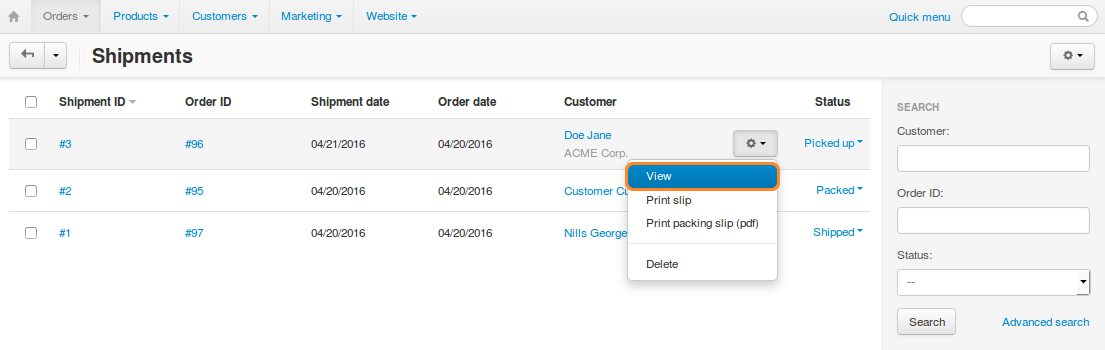 Orders Products Customers Marketing Website Quick menu
Shipments
Shipment ID Order ID Shipment date Order date Customer Status
#3 #96 04/21/2016 04/20/2016 Doe Jane Picked up
ACME Corp.
View
#2 #95 04/20/2016 04/20/2016 Customer Cu Packed
Print slip
Print packing slip (pdf)
#1 #97 04/20/2016 04/20/2016 Nills George Shipped
Delete
SEARCH
Customer:
Order ID:
Status:
--
Search Advanced search